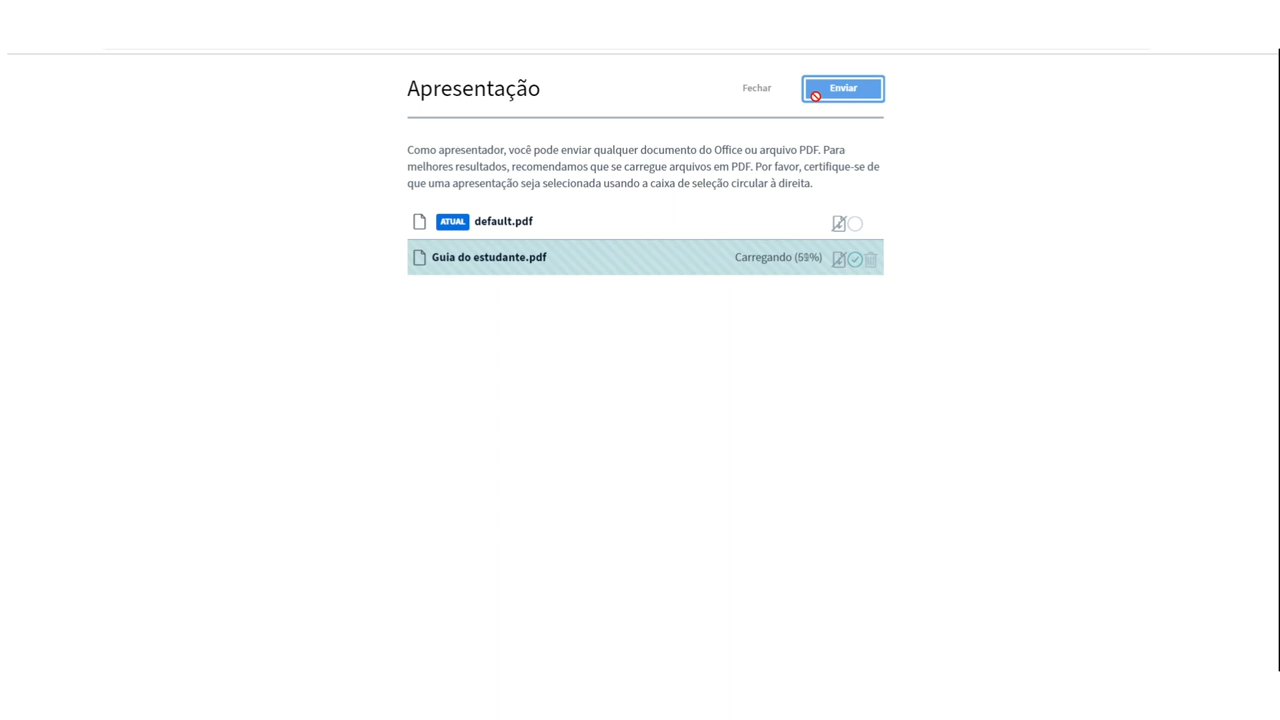 Apresentação
Fechar
Enviar
Como apresentador, você pode enviar qualquer documento do Office ou arquivo PDF. Para
melhores resultados, recomendamos que se carregue arquivos em PDF. Por favor, certifique-se de
que uma apresentação seja selecionada usando a caixa de seleção circular à direita.
ATUAL default.pdf
Guia do estudante.pdf Carregando